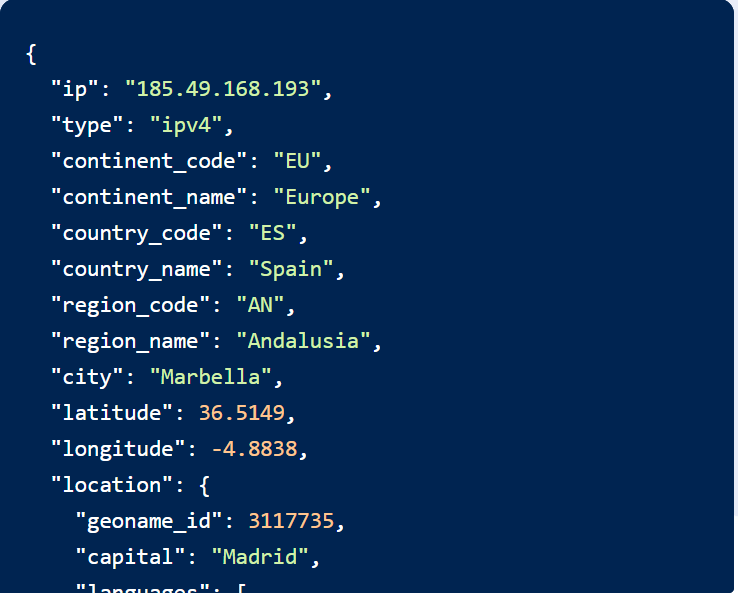 {
"ip": "185.49.168.193",
"type": "ipv4",
"continent_code": "EU",
"continent_name": "Europe",
"country_code": "ES",
"country_name": "Spain",
"region_code": "AN",
"region_name": "Andalusia",
"city": "Marbella",
"latitude": 36.5149,
"longitude": -4.8838,
"location": {
"geoname_id": 3117735,
"capital": "Madrid",
"languages": [